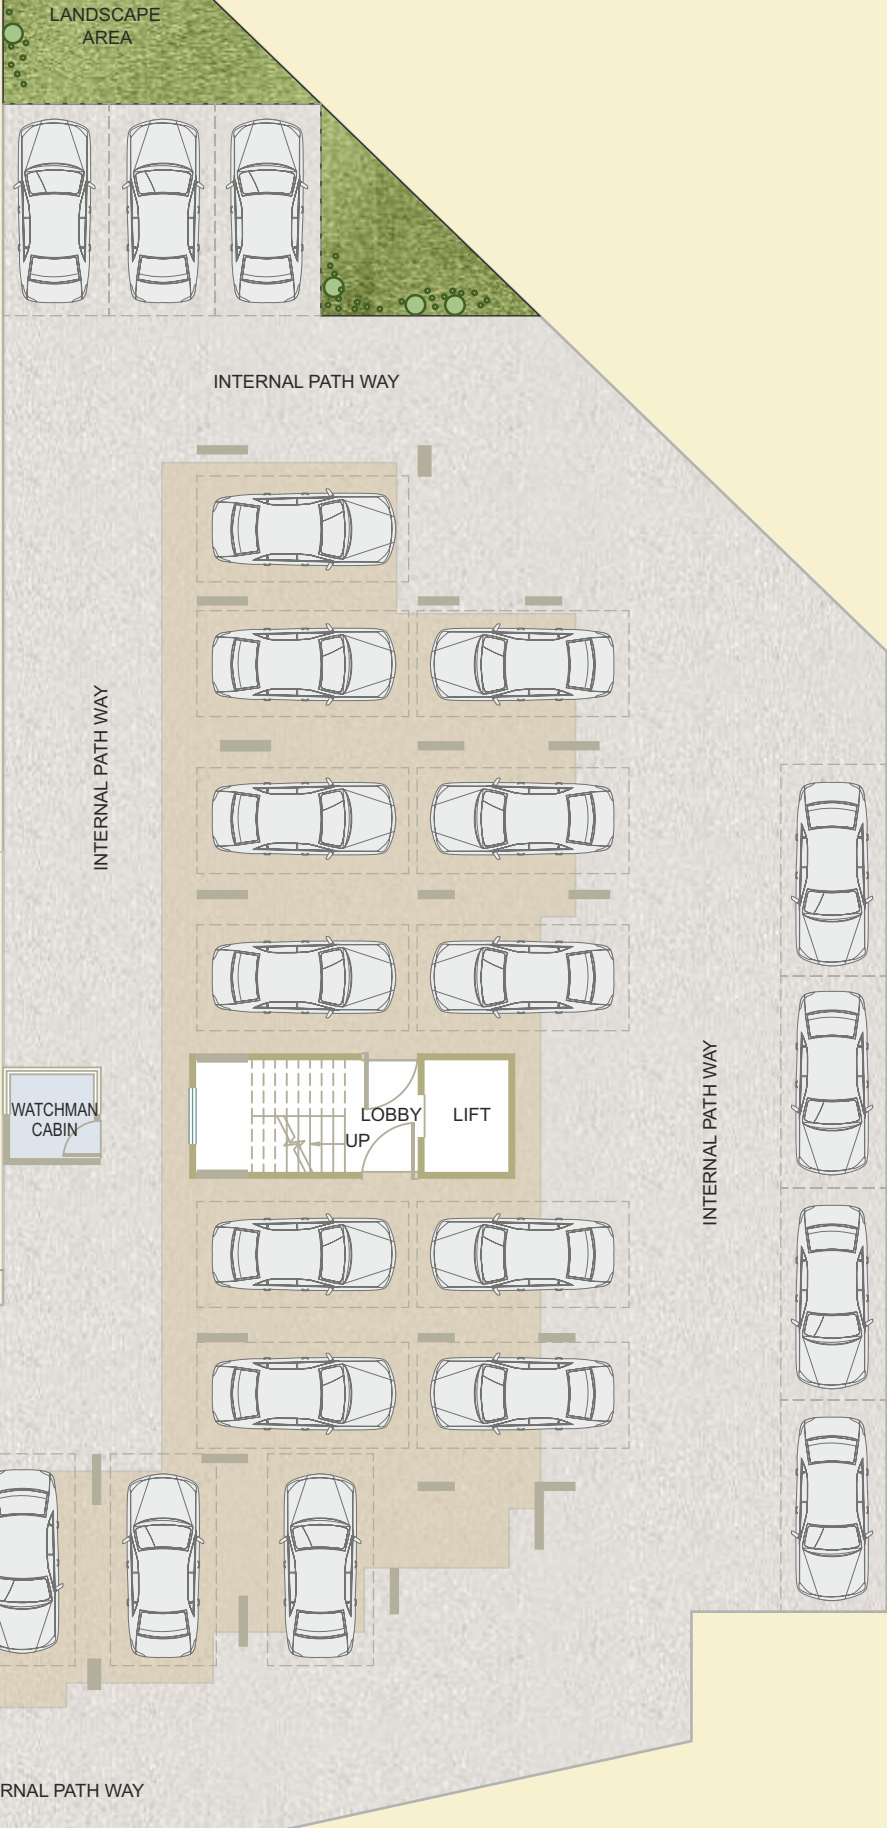 LANDSCAPE
AREA
INTERNAL PATH WAY
INTERNAL PATH WAY
INTERNAL PATH WAY
WATCHMAN
CABIN
LOBBY
LIFT
UP
RNAL PATH WAY